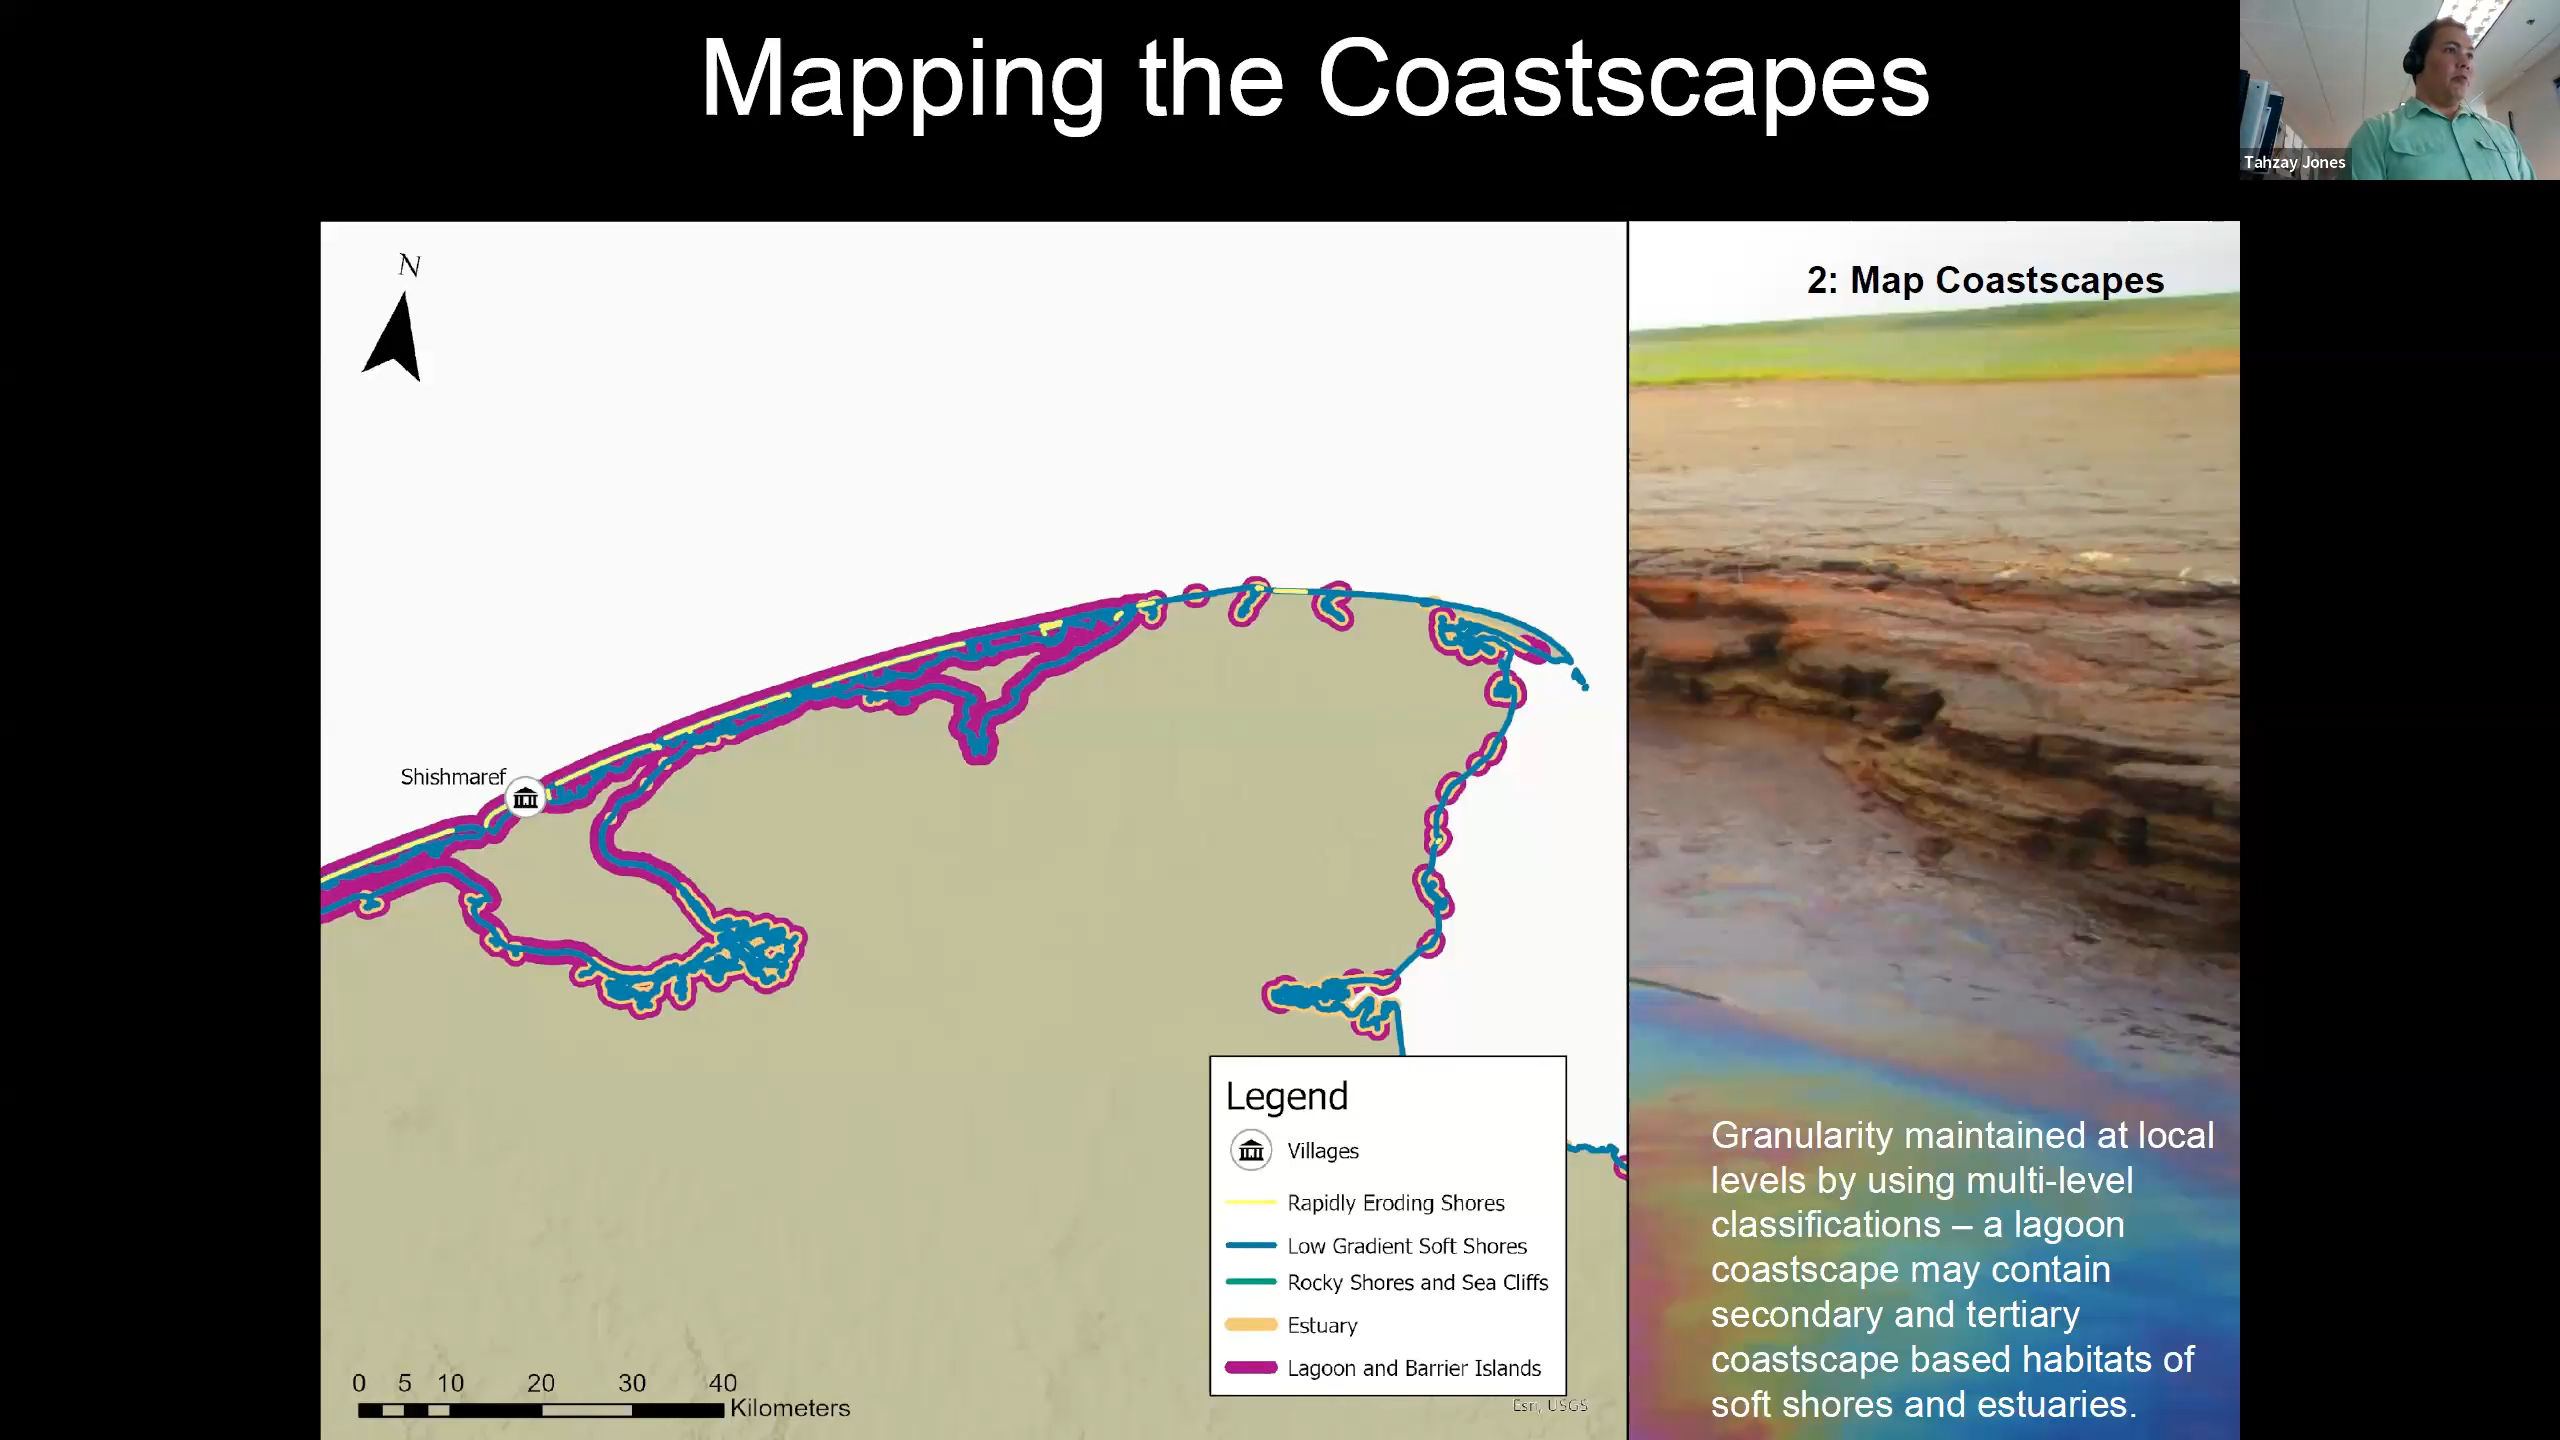 Mapping the Coastscapes
Tahzay Jones
N
2: Map Coastscapes
Shishmaref
Legend
Villages
Rapidly Eroding Shores
Low Gradient Soft Shores
Rocky Shores and Sea Cliffs
Estuary
Lagoon and Barrier Islands
0 5 10 20 30 40
Kilometers
Esri, USGS
Granularity maintained at local
levels by using multi-level
classifications – a lagoon
coastscape may contain
secondary and tertiary
coastscape based habitats of
soft shores and estuaries.